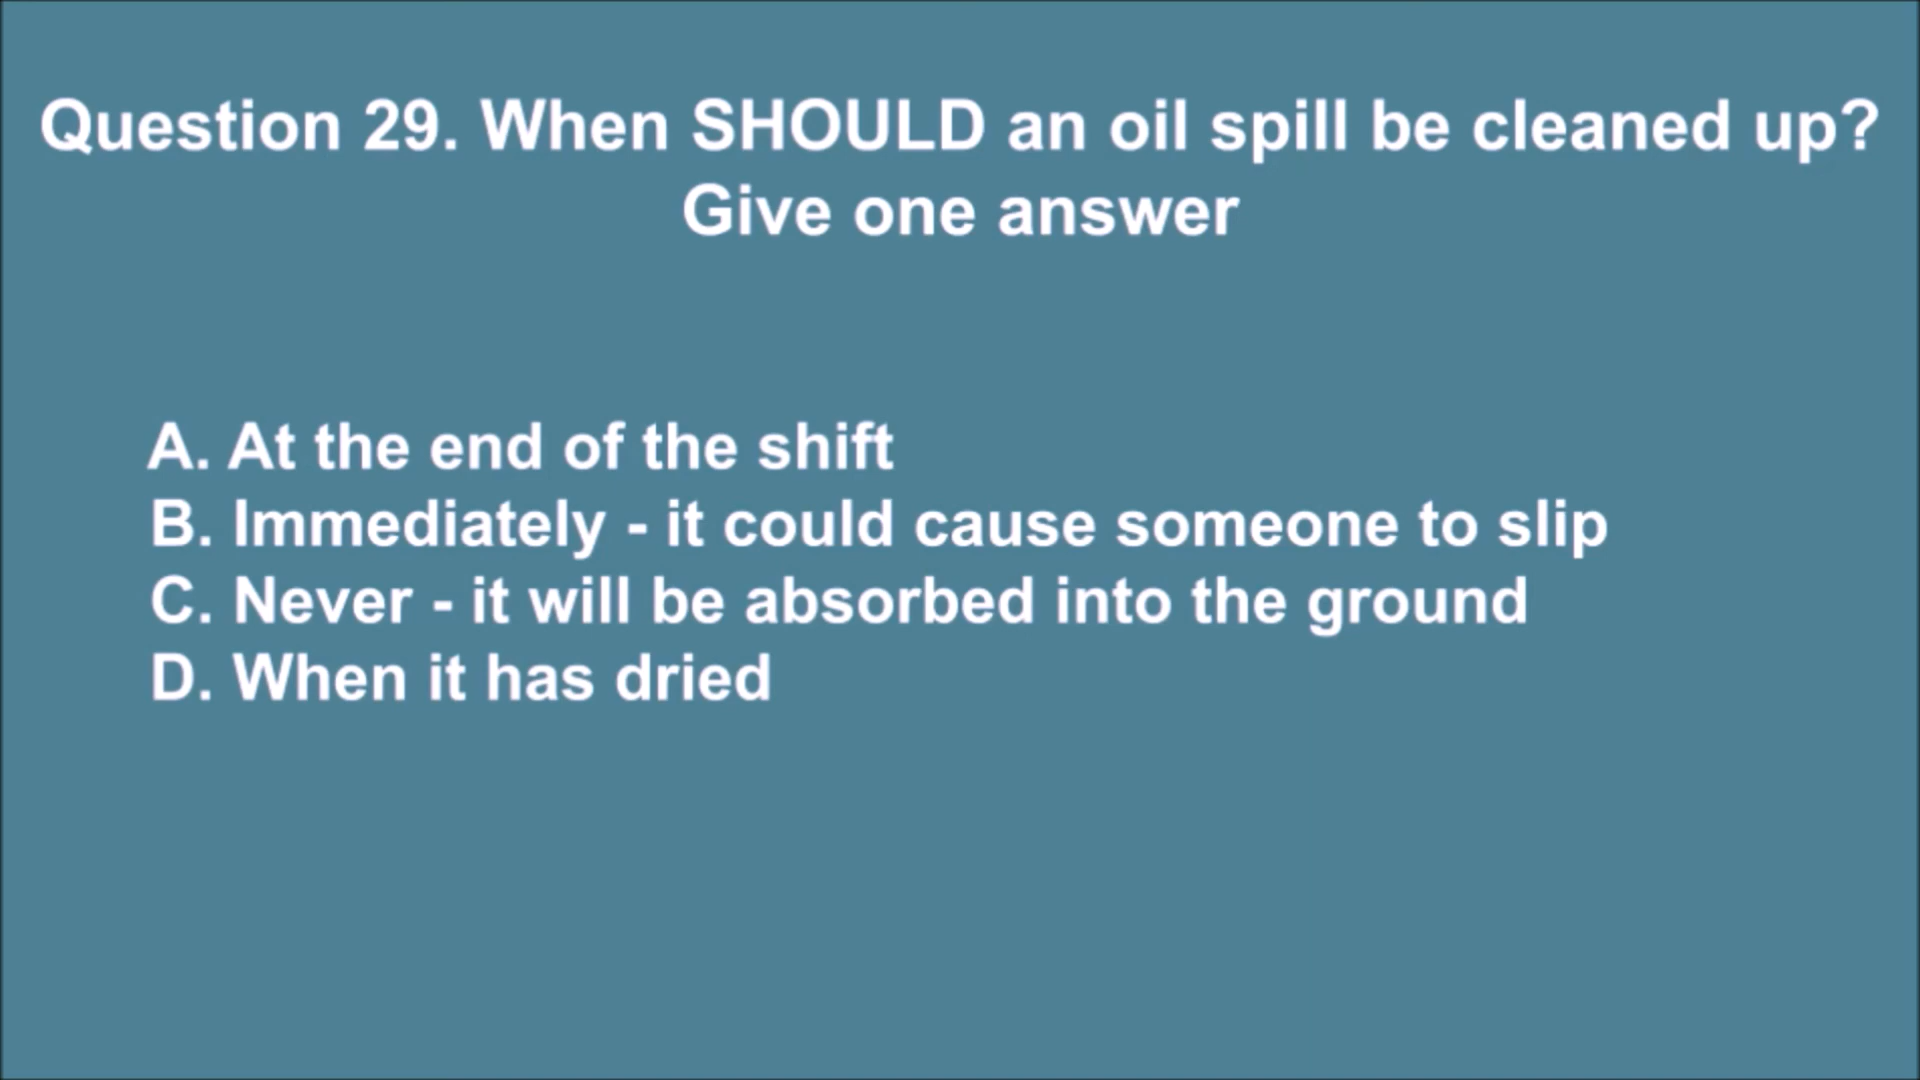 Question 29. When SHOULD an oil spill be cleaned up?
Give one answer
A. At the end of the shift
B. Immediately - it could cause someone to slip
C. Never - it will be absorbed into the ground
D. When it has dried